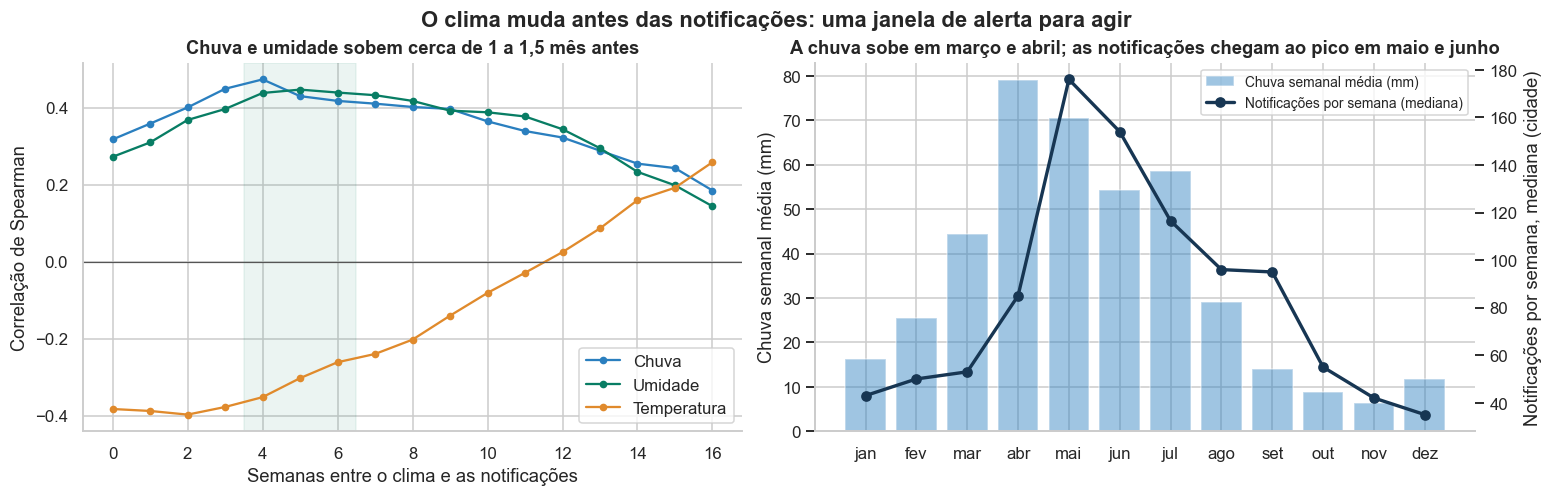 O clima muda antes das notificações: uma janela de alerta para agir
Chuva e umidade sobem cerca de 1 a 1,5 mês antes
Correlação de Spearman
0.4
0.2
0.0
−0.2
−0.4
0 2 4 6 8 10 12 14 16
Semanas entre o clima e as notificações
Chuva
Umidade
Temperatura
A chuva sobe em março e abril; as notificações chegam ao pico em maio e junho
Chuva semanal média (mm)
80
70
60
50
40
30
20
10
0
jan fev mar abr mai jun jul ago set out nov dez
Chuva semanal média (mm)
Notificações por semana (mediana)
180
160
140
120
100
80
60
40
Notificações por semana, mediana (cidade)